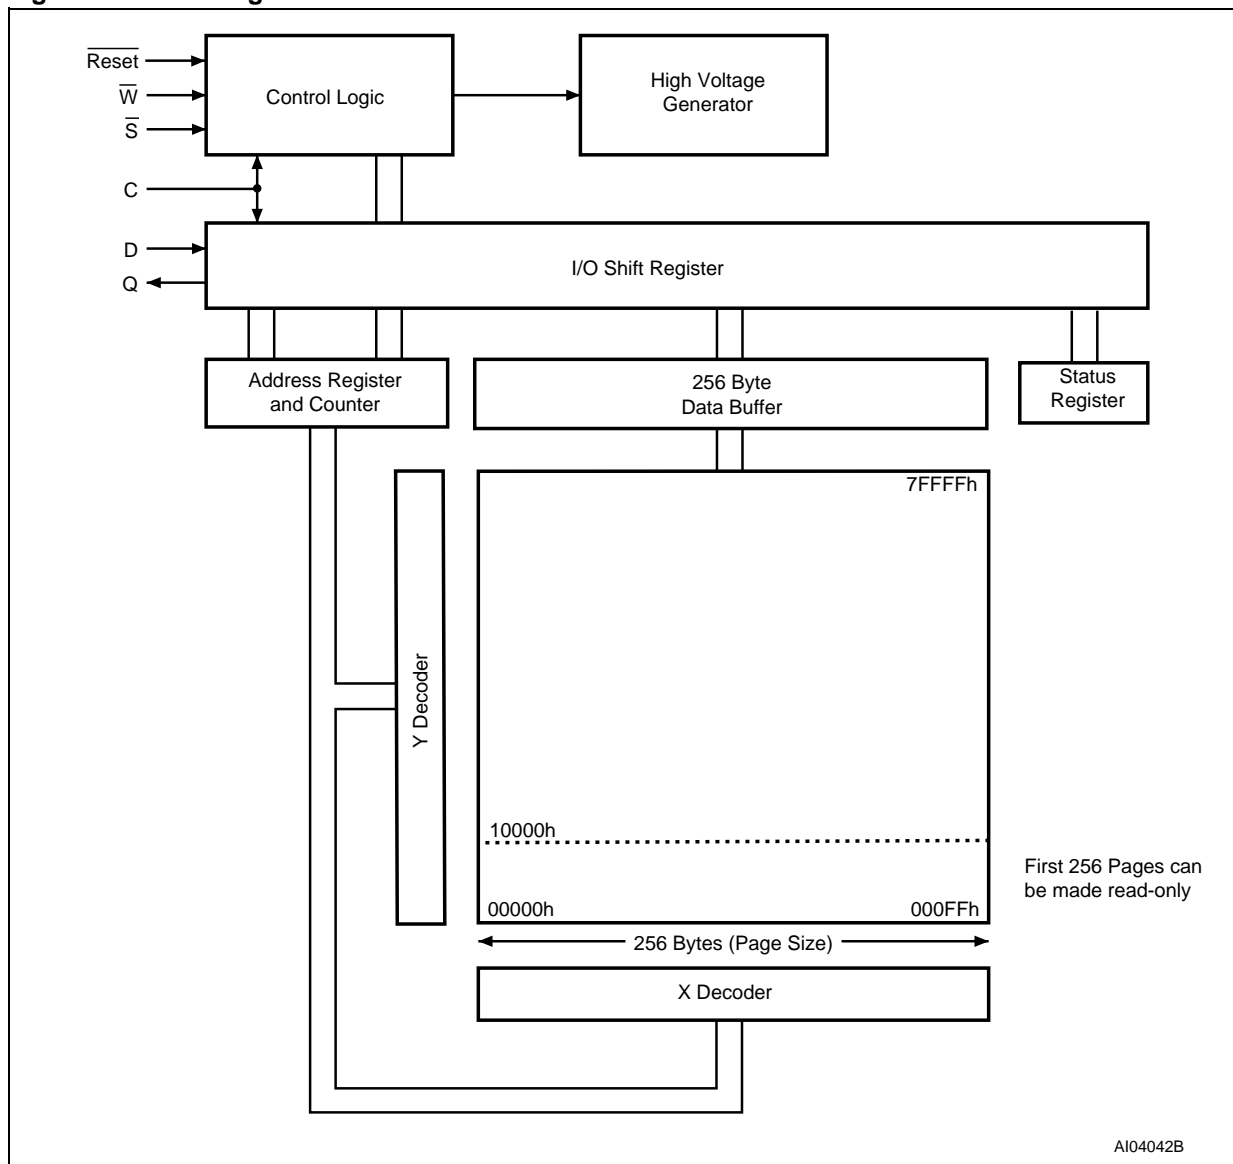 Reset
W
S
C
D
Q
Control Logic
High Voltage
Generator
I/O Shift Register
Address Register
and Counter
256 Byte
Data Buffer
Status
Register
7FFFFh
Y Decoder
10000h
First 256 Pages can
be made read-only
00000h
000FFh
256 Bytes (Page Size)
X Decoder
AI04042B